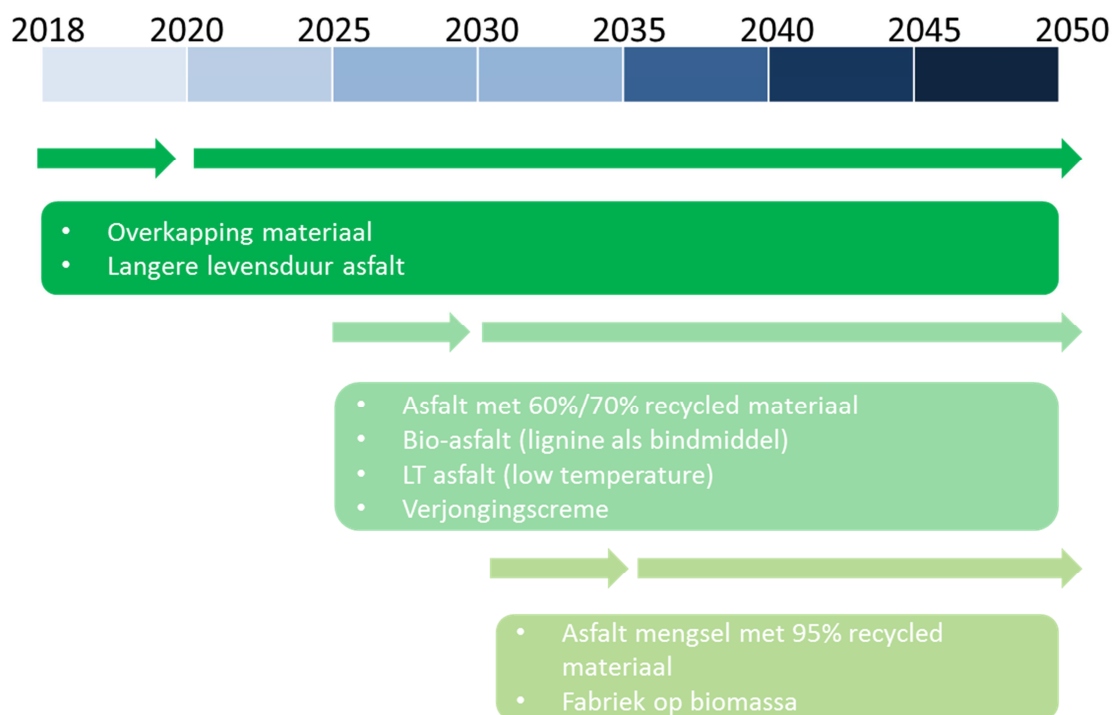 2018 2020 2025 2030 2035 2040 2045 2050
• Overkapping materiaal
• Langere levensduur asfalt
• Asfalt met 60%/70% recycled materiaal
• Bio-asfalt (lignine als bindmiddel)
• LT asfalt (low temperature)
• Verjongingscreme
• Asfalt mengsel met 95% recycled
materiaal
• Fabriek op biomassa